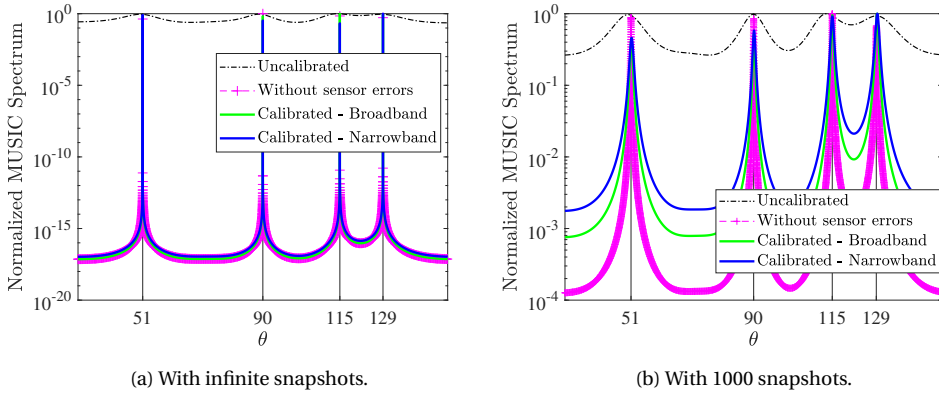 Normalized MUSIC Spectrum
10^0
10^-5
10^-10
10^-15
10^-20
Uncalibrated
Without sensor errors
Calibrated - Broadband
Calibrated - Narrowband
51 90 115 129
θ
(a) With infinite snapshots.
Normalized MUSIC Spectrum
10^0
10^-1
10^-2
10^-3
10^-4
Uncalibrated
Without sensor errors
Calibrated - Broadband
Calibrated - Narrowband
51 90 115 129
θ
(b) With 1000 snapshots.